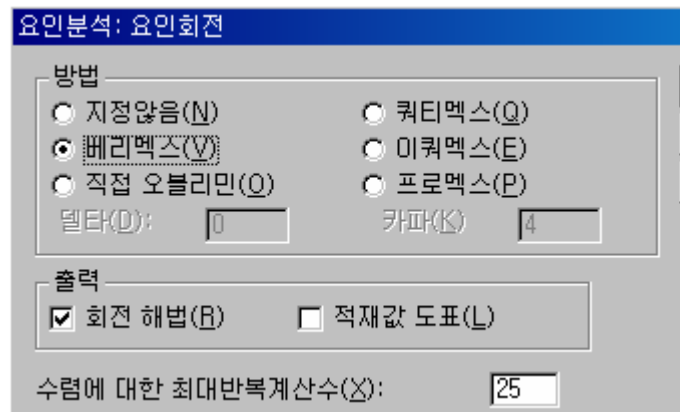 요인분석: 요인회전
방법
지정않음(N) 쿼티멕스(Q)
베리멕스(V) 이쿼멕스(E)
직접 오블리민(O) 프로멕스(P)
델타(D): 0 카파(K) 4
출력
회전 해법(R) 적재값 도표(L)
수렴에 대한 최대반복계산수(X): 25